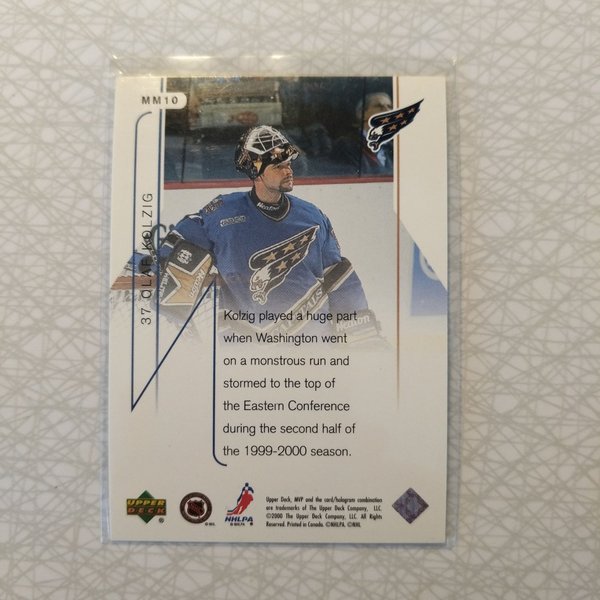 MM10
37 OLAF KOLZIG
Kolzig played a huge part
when Washington went
on a monstrous run and
stormed to the top of
the Eastern Conference
during the second half of
the 1999-2000 season.
UPPER
DECK
®
NHLPA
Upper Deck, MVP and the card/hologram combination
are trademarks of The Upper Deck Company, LLC.
©2000 The Upper Deck Company, LLC. All Rights
Reserved. Printed in Canada. ©NHLPA. ©NHL